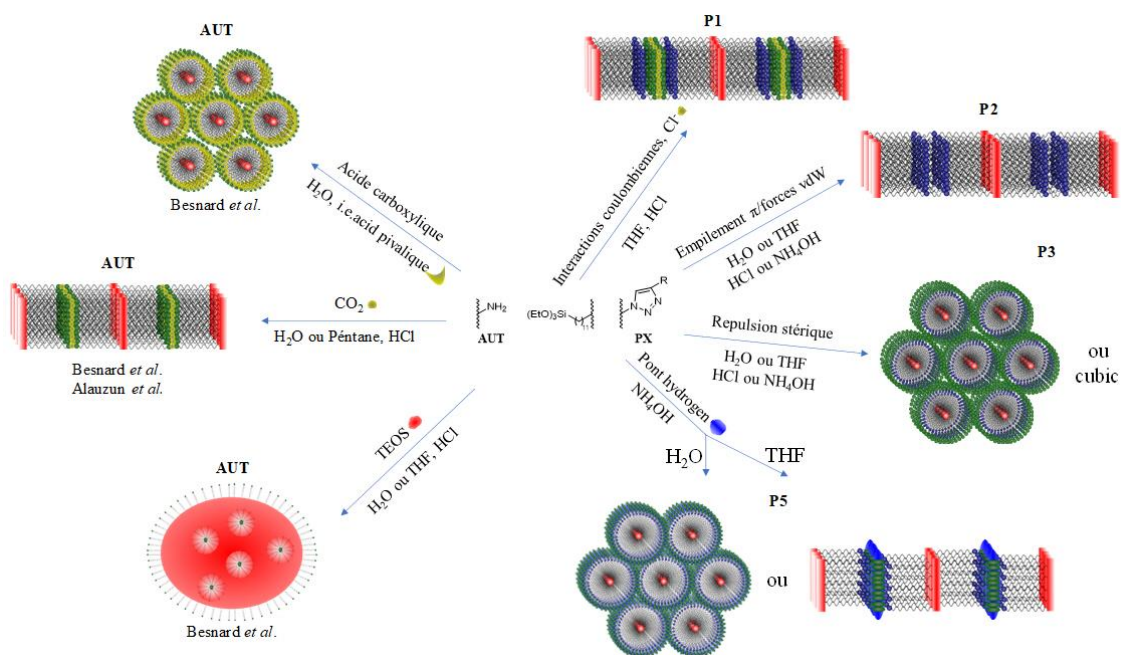 AUT
Besnard et al.
Acide carboxylique
H2O, i.e.acid pivalique
AUT
Besnard et al.
Alauzun et al.
CO2
H2O ou Péntane, HCl
TEOS
H2O ou THF, HCl
AUT
Besnard et al.
NH2
AUT
(EtO)3Si
11
R
N
N
N
PX
P1
Interactions coulombiennes, Cl-
THF, HCl
P2
Empilement π/forces vdW
H2O ou THF
HCl ou NH4OH
P3
Repulsion stérique
H2O ou THF
HCl ou NH4OH
ou
cubic
Pont hydrogen
NH4OH
H2O
THF
P5
ou